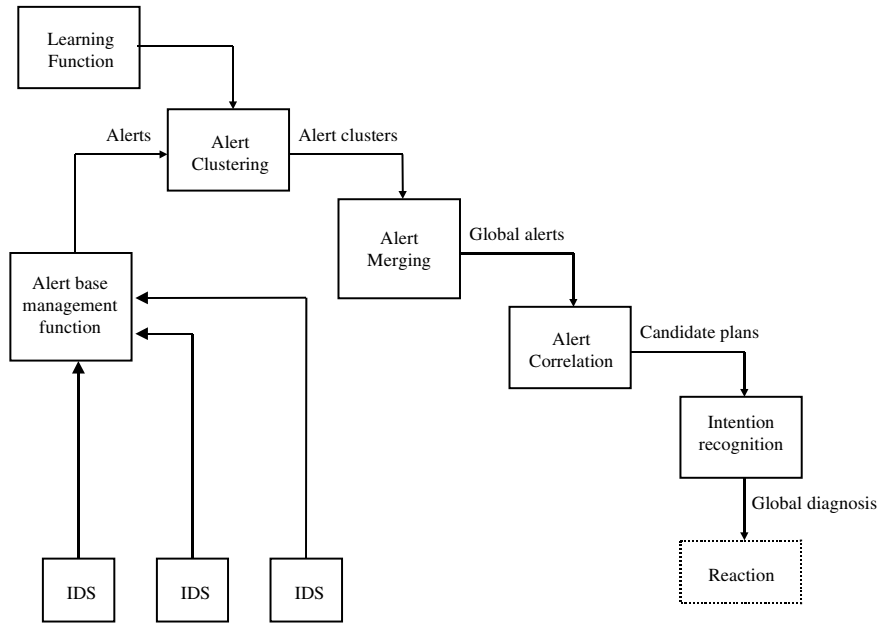 Learning
Function
Alerts
Alert
Clustering
Alert clusters
Alert
Merging
Global alerts
Alert base
management
function
Alert
Correlation
Candidate plans
Intention
recognition
Global diagnosis
Reaction
IDS
IDS
IDS